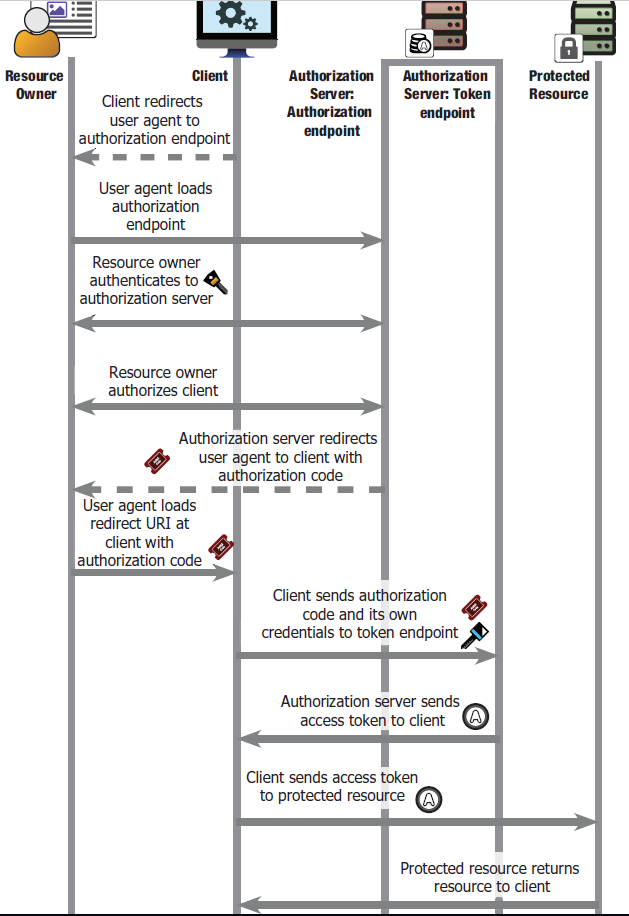 Resource
Owner
Client
Authorization
Server:
Authorization
endpoint
Authorization
Server: Token
endpoint
Protected
Resource
Client redirects
user agent to
authorization endpoint
User agent loads
authorization
endpoint
Resource owner
authenticates to
authorization server
Resource owner
authorizes client
Authorization server redirects
user agent to client with
authorization code
User agent loads
redirect URI at
client with
authorization code
Client sends authorization
code and its own
credentials to token endpoint
Authorization server sends
access token to client
A
Client sends access token
to protected resource
A
Protected resource returns
resource to client